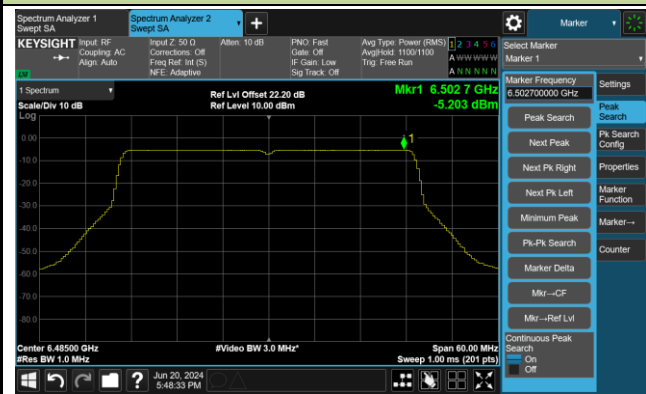 Spectrum Analyzer 1
Swept SA
Spectrum Analyzer 2
Swept SA
+
Marker
KEYSIGHT
Input: RF
Coupling: AC
Align: Auto
Input Z: 50 Ω
Corrections: Off
Freq Ref: Int (S)
NFE: Adaptive
Atten: 10 dB
PNO: Fast
Gate: Off
IF Gain: Low
Sig Track: Off
Avg Type: Power (RMS)
Avg|Hold: 1100/1100
Trig: Free Run
1 2 3 4 5 6
A W W W W W
A N N N N N
Select Marker
Marker 1
1 Spectrum
Scale/Div 10 dB
Log
Ref Lvl Offset 22.20 dB
Ref Level 10.00 dBm
Mkr1 6.502 7 GHz
-5.203 dBm
1
0.00
-10.0
-20.0
-30.0
-40.0
-50.0
-60.0
-70.0
-80.0
Center 6.48500 GHz
#Res BW 1.0 MHz
#Video BW 3.0 MHz*
Span 60.00 MHz
Sweep 1.00 ms (201 pts)
Marker Frequency
6.502700000 GHz
Peak Search
Next Peak
Next Pk Right
Next Pk Left
Minimum Peak
Pk-Pk Search
Marker Delta
Mkr→CF
Mkr→Ref Lvl
Continuous Peak
Search
On
Off
Settings
Peak
Search
Pk Search
Config
Properties
Marker
Function
Marker→
Counter
?
Jun 20, 2024
5:48:33 PM